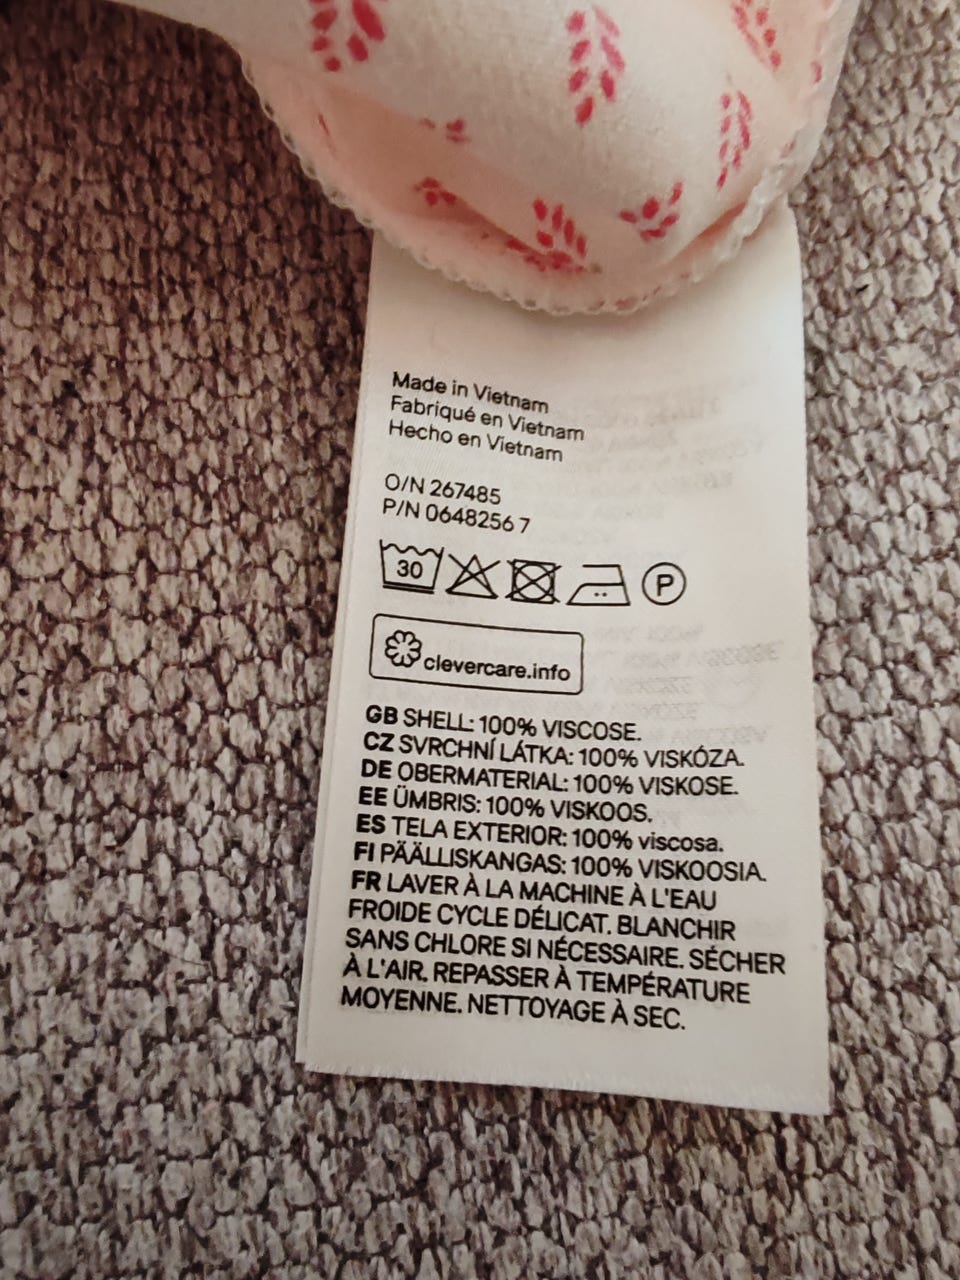 Made in Vietnam
Fabriqué en Vietnam
Hecho en Vietnam
O/N 267485
P/N 0648256 7
30 P
clevercare.info
GB SHELL: 100% VISCOSE.
CZ SVRCHNÍ LÁTKA: 100% VISKÓZA.
DE OBERMATERIAL: 100% VISKOSE.
EE ÜMBRIS: 100% VISKOOS.
ES TELA EXTERIOR: 100% viscosa.
FI PÄÄLLISKANGAS: 100% VISKOOSIA.
FR LAVER À LA MACHINE À L'EAU
FROIDE CYCLE DÉLICAT. BLANCHIR
SANS CHLORE SI NÉCESSAIRE. SÉCHER
À L'AIR. REPASSER À TEMPÉRATURE
MOYENNE. NETTOYAGE À SEC.